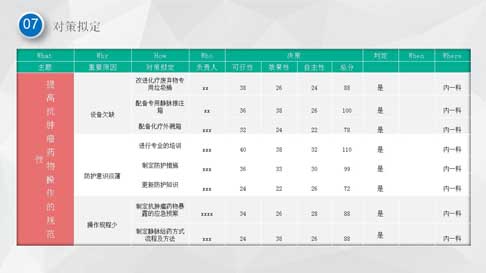 07 对策拟定
What Why How Who 决策 判定 When Where
主题 重要原因 对策拟定 负责人 可行性 效果性 自主性 总分
提高抗肿瘤药物操作的规范性
设备欠缺
改进化疗废弃物专用垃圾桶 xx 38 26 24 88 是 内一科
配备专用静脉推注箱 xx 36 38 26 100 是 内一科
配备化疗外聘箱 xxx 32 24 22 78 是 内一科
防护意识淡薄
进行专业的培训 xxx 40 38 32 110 是 内一科
制定防护措施 xxx 36 33 30 99 是 内一科
更新防护知识 xxx 24 22 26 72 是 内一科
操作规程少
制定抗肿瘤药物暴露的应急预案 xxxx 34 26 28 88 是 内一科
制定静脉给药方式流程及方法 xxx 24 38 26 88 是 内一科